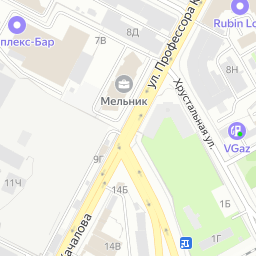 Rubin Lo
плекс-Бар
7В
8Д
ул. Профессора К
8Н
Мельник
Хрустальная ул.
VGaz
9Г
11Ч
14Б
1Б
Качалова
1Г
14В